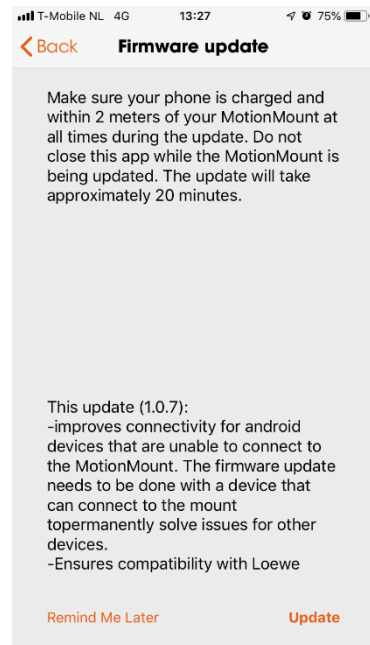 T-Mobile NL 4G 13:27 75%
Back Firmware update
Make sure your phone is charged and
within 2 meters of your MotionMount at
all times during the update. Do not
close this app while the MotionMount is
being updated. The update will take
approximately 20 minutes.
This update (1.0.7):
-improves connectivity for android
devices that are unable to connect to
the MotionMount. The firmware update
needs to be done with a device that
can connect to the mount
topermanently solve issues for other
devices.
-Ensures compatibility with Loewe
Remind Me Later Update